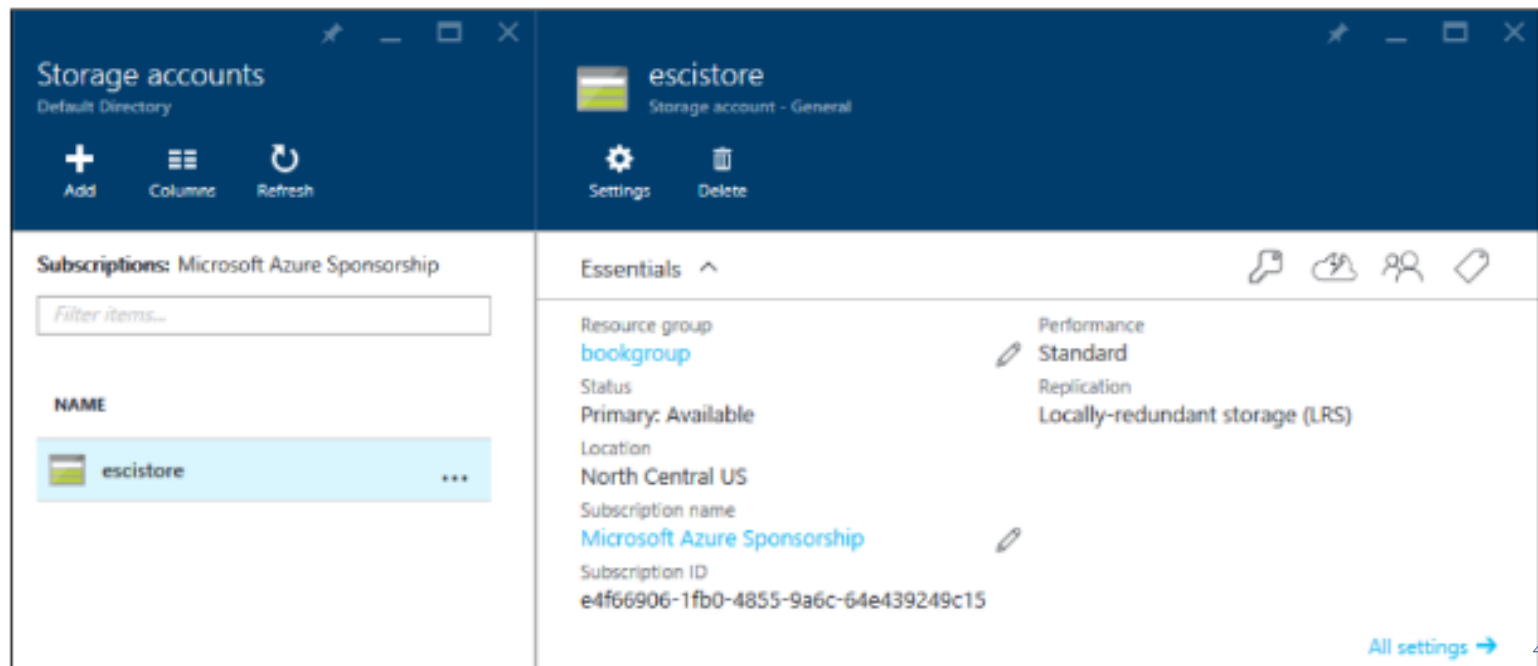 Storage accounts
Default Directory
Add Columns Refresh
Subscriptions: Microsoft Azure Sponsorship
Filter items...
NAME
escistore ...
escistore
Storage account - General
Settings Delete
Essentials
Resource group
bookgroup
Status
Primary: Available
Location
North Central US
Subscription name
Microsoft Azure Sponsorship
Subscription ID
e4f66906-1fb0-4855-9a6c-64e439249c15
Performance
Standard
Replication
Locally-redundant storage (LRS)
All settings →